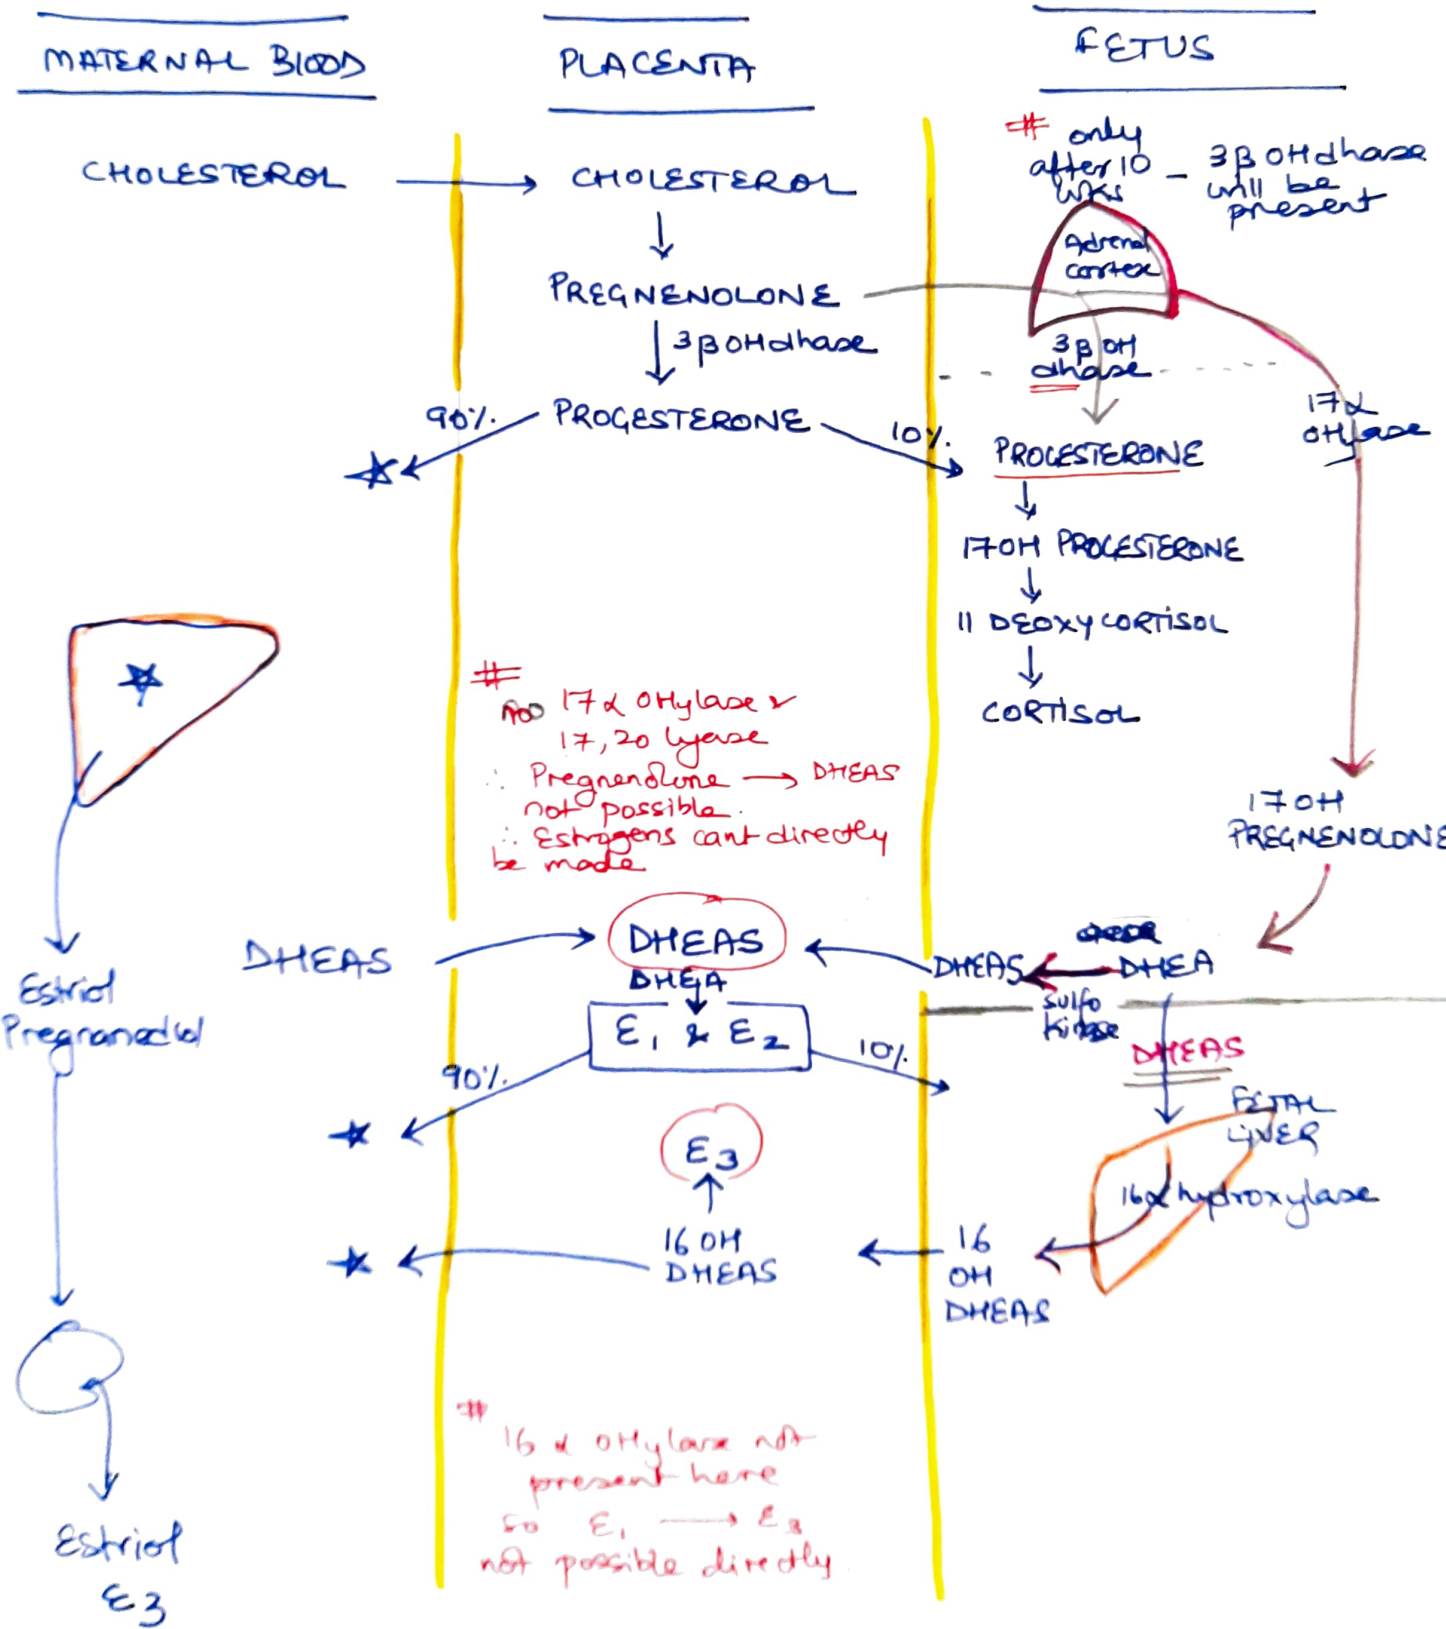 MATERNAL BLOOD
PLACENTA
FETUS
# only
after 10
wks
- 3β OHdhase
will be
present
CHOLESTEROL
CHOLESTEROL
Adrenal
cortex
PREGNENOLONE
3β OHdhase
3β OH
dhase
17α
OHlase
90%.
PROGESTERONE
10%.
PROGESTERONE
17OH PROGESTERONE
11 DEOXYCORTISOL
CORTISOL
#
no 17α OHylase &
17,20 lyase
∴ Pregnenolone → DHEAS
not possible.
∴ Estrogens cant directly
be made
17 OH
PREGNENOLONE
DHEAS
DHEAS
DHEAS
DHEA
DHEA
sulfo
kinase
Estriol
Pregranediol
E1 & E2
90%.
10%.
DHEAS
FETAL
LIVER
E3
16α hydroxylase
16 OH
DHEAS
16
OH
DHEAS
#
16 α OHylase not
present here
so E1 → E3
not possible directly
Estriol
E3